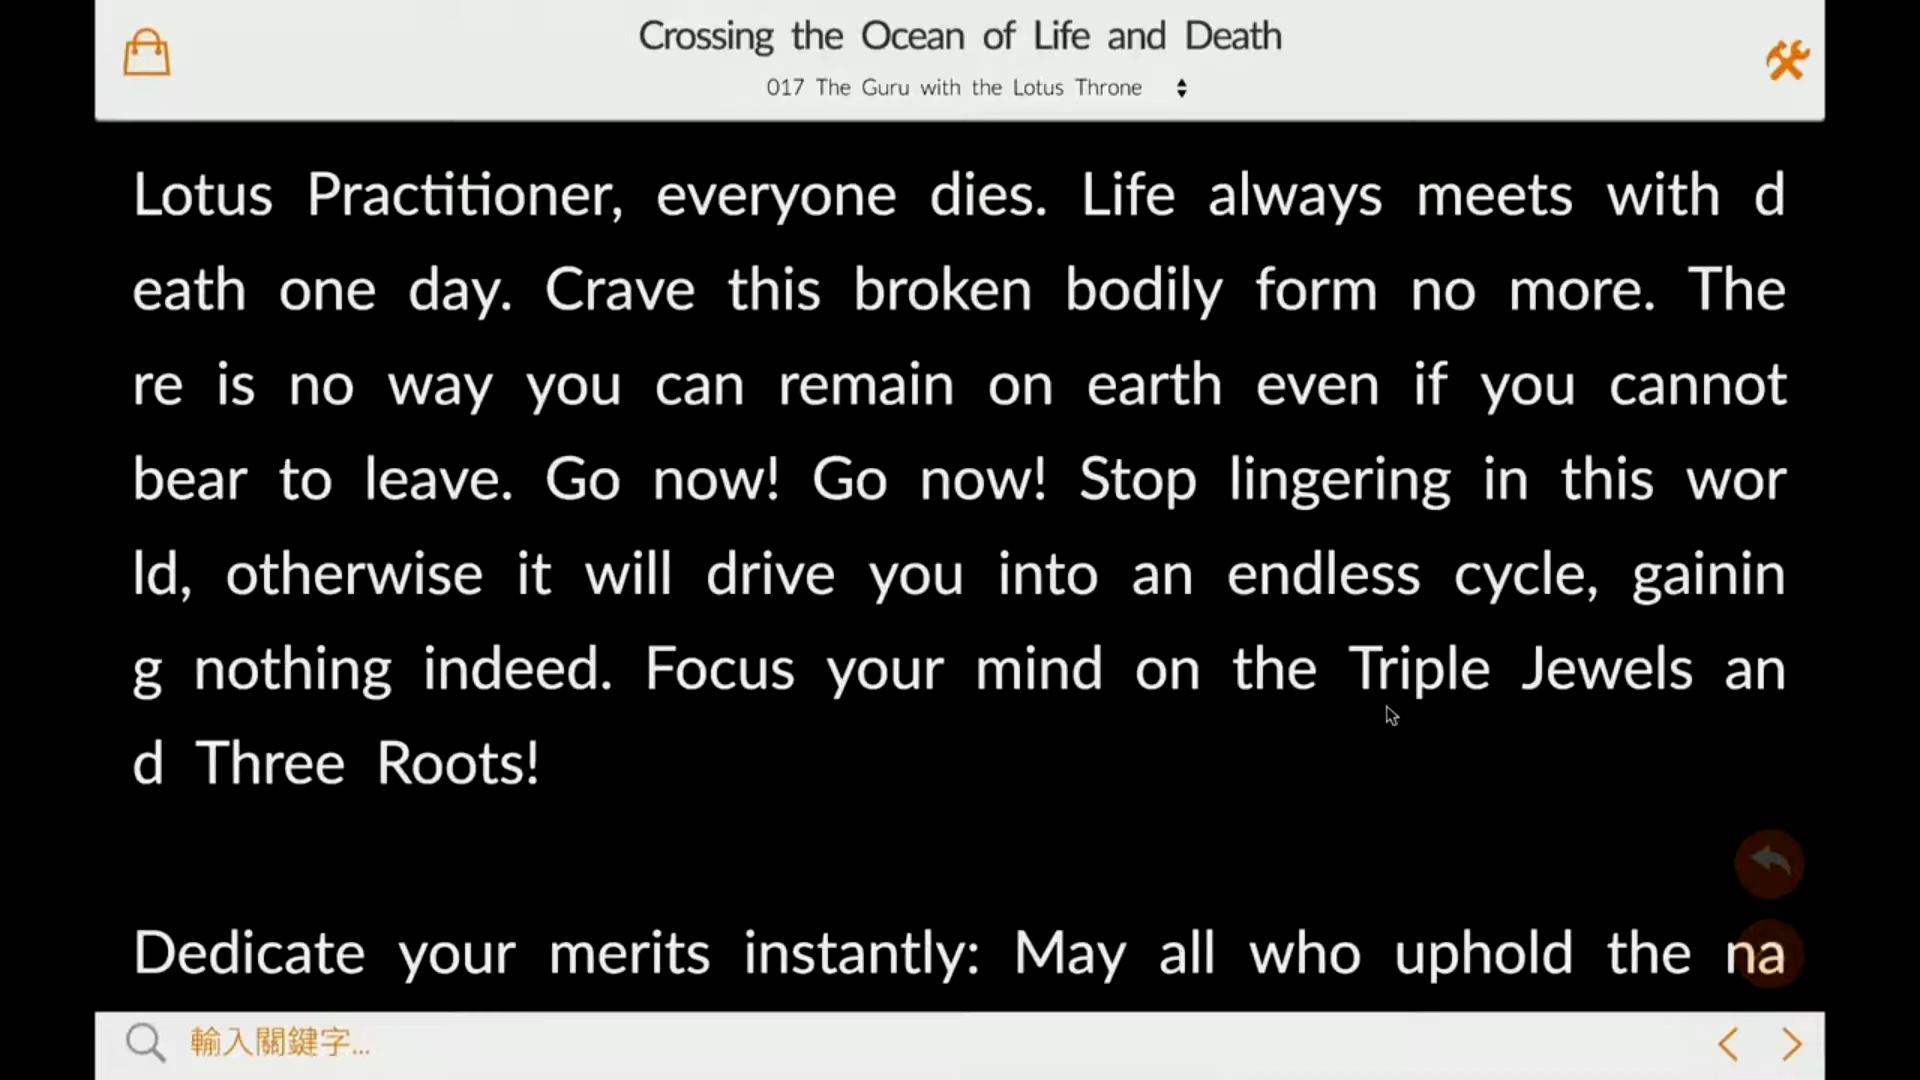 Crossing the Ocean of Life and Death
017 The Guru with the Lotus Throne
Lotus Practitioner, everyone dies. Life always meets with d
eath one day. Crave this broken bodily form no more. The
re is no way you can remain on earth even if you cannot
bear to leave. Go now! Go now! Stop lingering in this wor
ld, otherwise it will drive you into an endless cycle, gainin
g nothing indeed. Focus your mind on the Triple Jewels an
d Three Roots!
Dedicate your merits instantly: May all who uphold the na
輸入關鍵字...